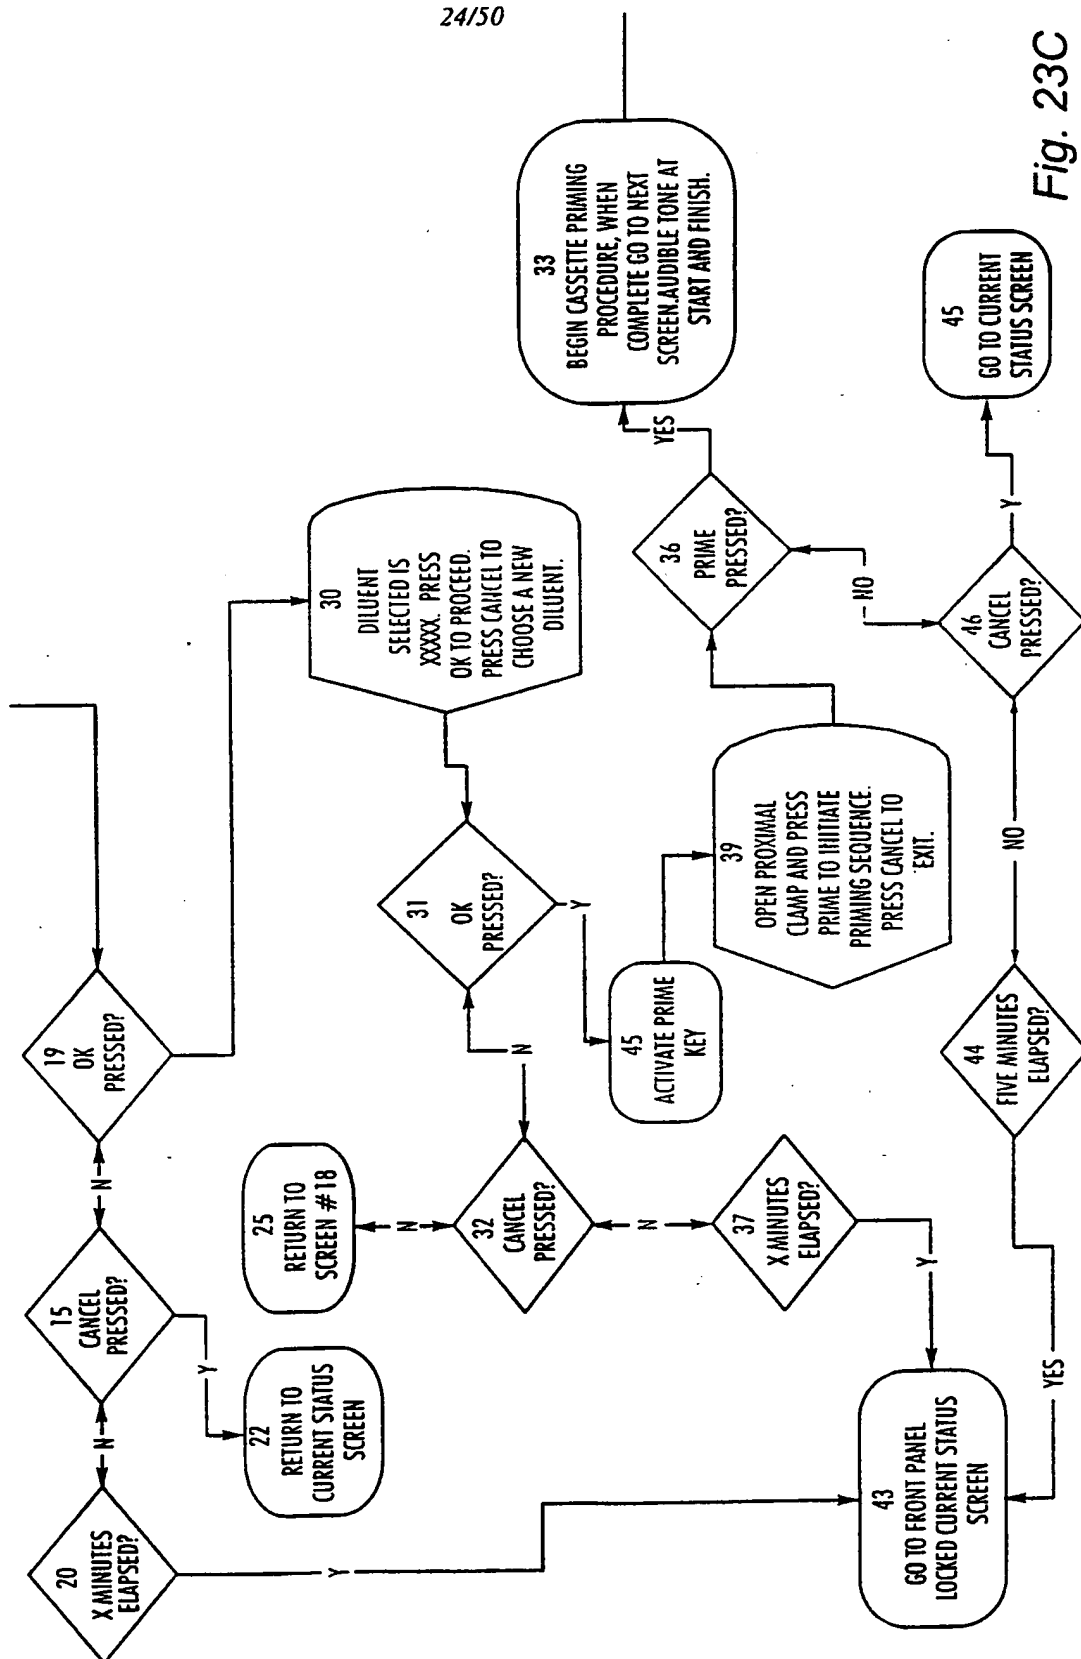 24/50
20
X MINUTES
ELAPSED?
N
15
CANCEL
PRESSED?
N
19
OK
PRESSED?
Y
22
RETURN TO
CURRENT STATUS
SCREEN
25
RETURN TO
SCREEN #18
N
32
CANCEL
PRESSED?
N
31
OK
PRESSED?
30
DILUENT
SELECTED IS
XXXX. PRESS
OK TO PROCEED.
PRESS CANCEL TO
CHOOSE A NEW
DILUENT.
N
37
X MINUTES
ELAPSED?
Y
Y
Y
45
ACTIVATE PRIME
KEY
39
OPEN PROXIMAL
CLAMP AND PRESS
PRIME TO INITIATE
PRIMING SEQUENCE.
PRESS CANCEL TO
EXIT.
36
PRIME
PRESSED?
YES
33
BEGIN CASSETTE PRIMING
PROCEDURE, WHEN
COMPLETE GO TO NEXT
SCREEN.AUDIBLE TONE AT
START AND FINISH.
NO
43
GO TO FRONT PANEL
LOCKED CURRENT STATUS
SCREEN
YES
44
FIVE MINUTES
ELAPSED?
NO
46
CANCEL
PRESSED?
Y
45
GO TO CURRENT
STATUS SCREEN
Fig. 23C